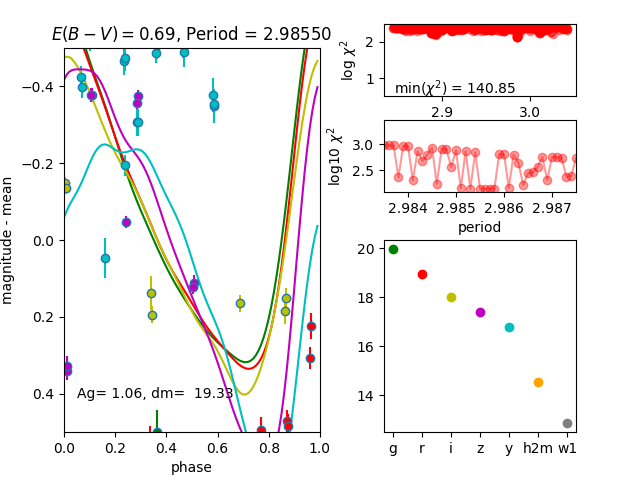 E(B − V) = 0.69, Period = 2.98550
magnitude - mean
−0.4
−0.2
0.0
0.2
0.4
Ag= 1.06, dm=  19.33
0.0 0.2 0.4 0.6 0.8 1.0
phase
log χ²
2
1
min(χ²) = 140.85
2.9 3.0
log10 χ²
3.0
2.5
2.984 2.985 2.986 2.987
period
20
18
16
14
g r i z y h2m w1